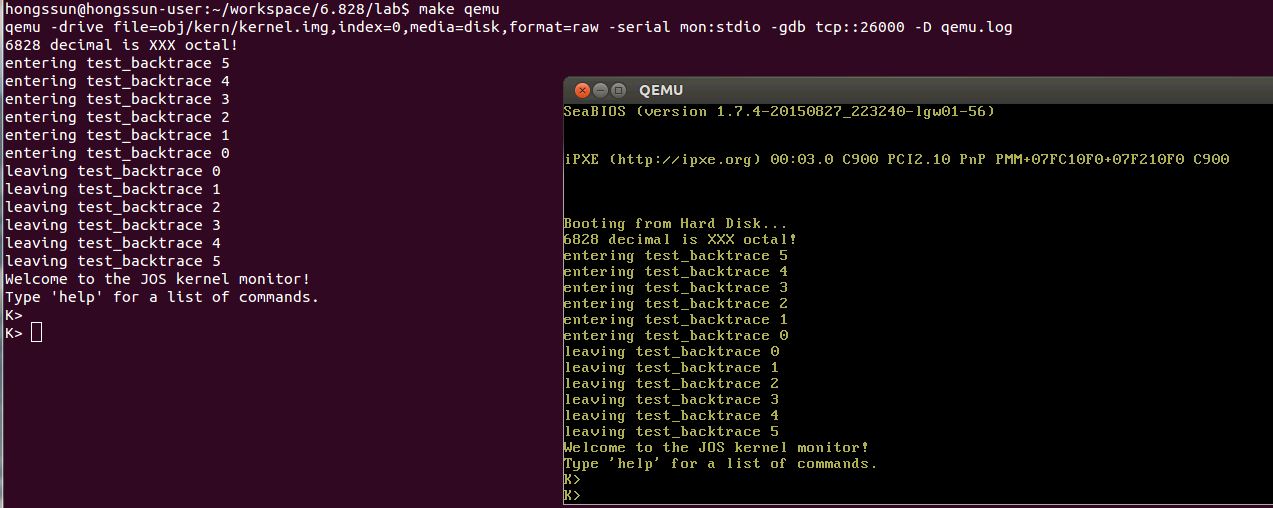 hongssun@hongssun-user:~/workspace/6.828/lab$ make qemu
qemu -drive file=obj/kern/kernel.img,index=0,media=disk,format=raw -serial mon:stdio -gdb tcp::26000 -D qemu.log
6828 decimal is XXX octal!
entering test_backtrace 5
entering test_backtrace 4
entering test_backtrace 3
entering test_backtrace 2
entering test_backtrace 1
entering test_backtrace 0
leaving test_backtrace 0
leaving test_backtrace 1
leaving test_backtrace 2
leaving test_backtrace 3
leaving test_backtrace 4
leaving test_backtrace 5
Welcome to the JOS kernel monitor!
Type 'help' for a list of commands.
K>
K>
QEMU
SeaBIOS (version 1.7.4-20150827_223240-lgw01-56)
iPXE (http://ipxe.org) 00:03.0 C900 PCI2.10 PnP PMM+07FC10F0+07F210F0 C900
Booting from Hard Disk...
6828 decimal is XXX octal!
entering test_backtrace 5
entering test_backtrace 4
entering test_backtrace 3
entering test_backtrace 2
entering test_backtrace 1
entering test_backtrace 0
leaving test_backtrace 0
leaving test_backtrace 1
leaving test_backtrace 2
leaving test_backtrace 3
leaving test_backtrace 4
leaving test_backtrace 5
Welcome to the JOS kernel monitor!
Type 'help' for a list of commands.
K>
K>